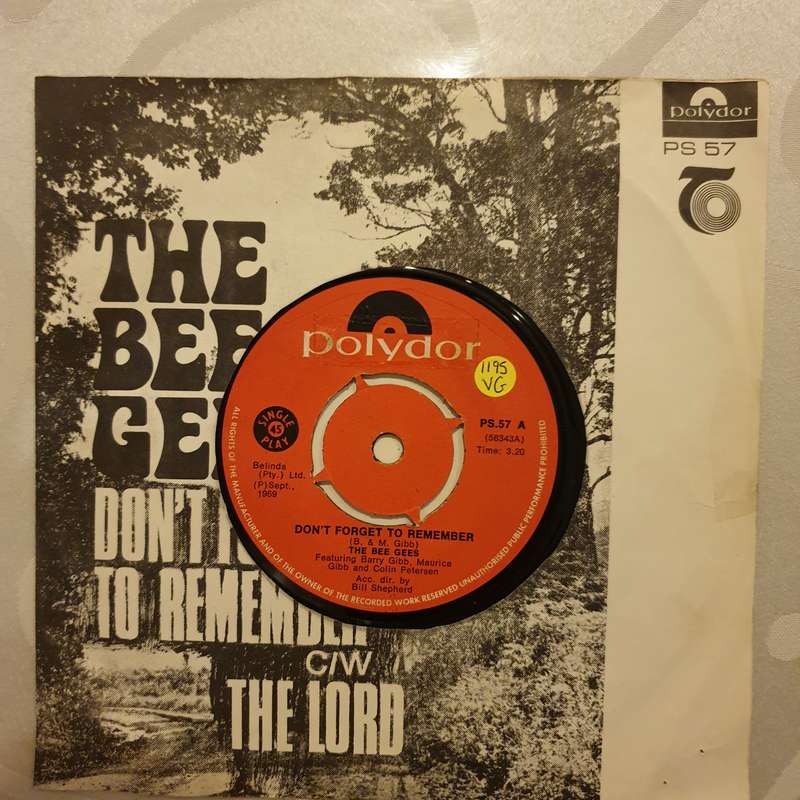 polydor
PS 57
THE
BEE
GE
DON'T
TO REMEMBER
C/W
THE LORD
polydor
1195
VG
SINGLE
45
PLAY
PS.57 A
(56343A)
Time: 3.20
Belinda
(Pty.) Ltd.
(P)Sept.,
1969
DON'T FORGET TO REMEMBER
(B. & M. Gibb)
THE BEE GEES
Featuring Barry Gibb, Maurice
Gibb and Colin Petersen
Acc. dir. by
Bill Shepherd
ALL RIGHTS OF THE MANUFACTURER AND OF THE OWNER OF THE RECORDED WORK RESERVED UNAUTHORISED PUBLIC PERFORMANCE PROHIBITED